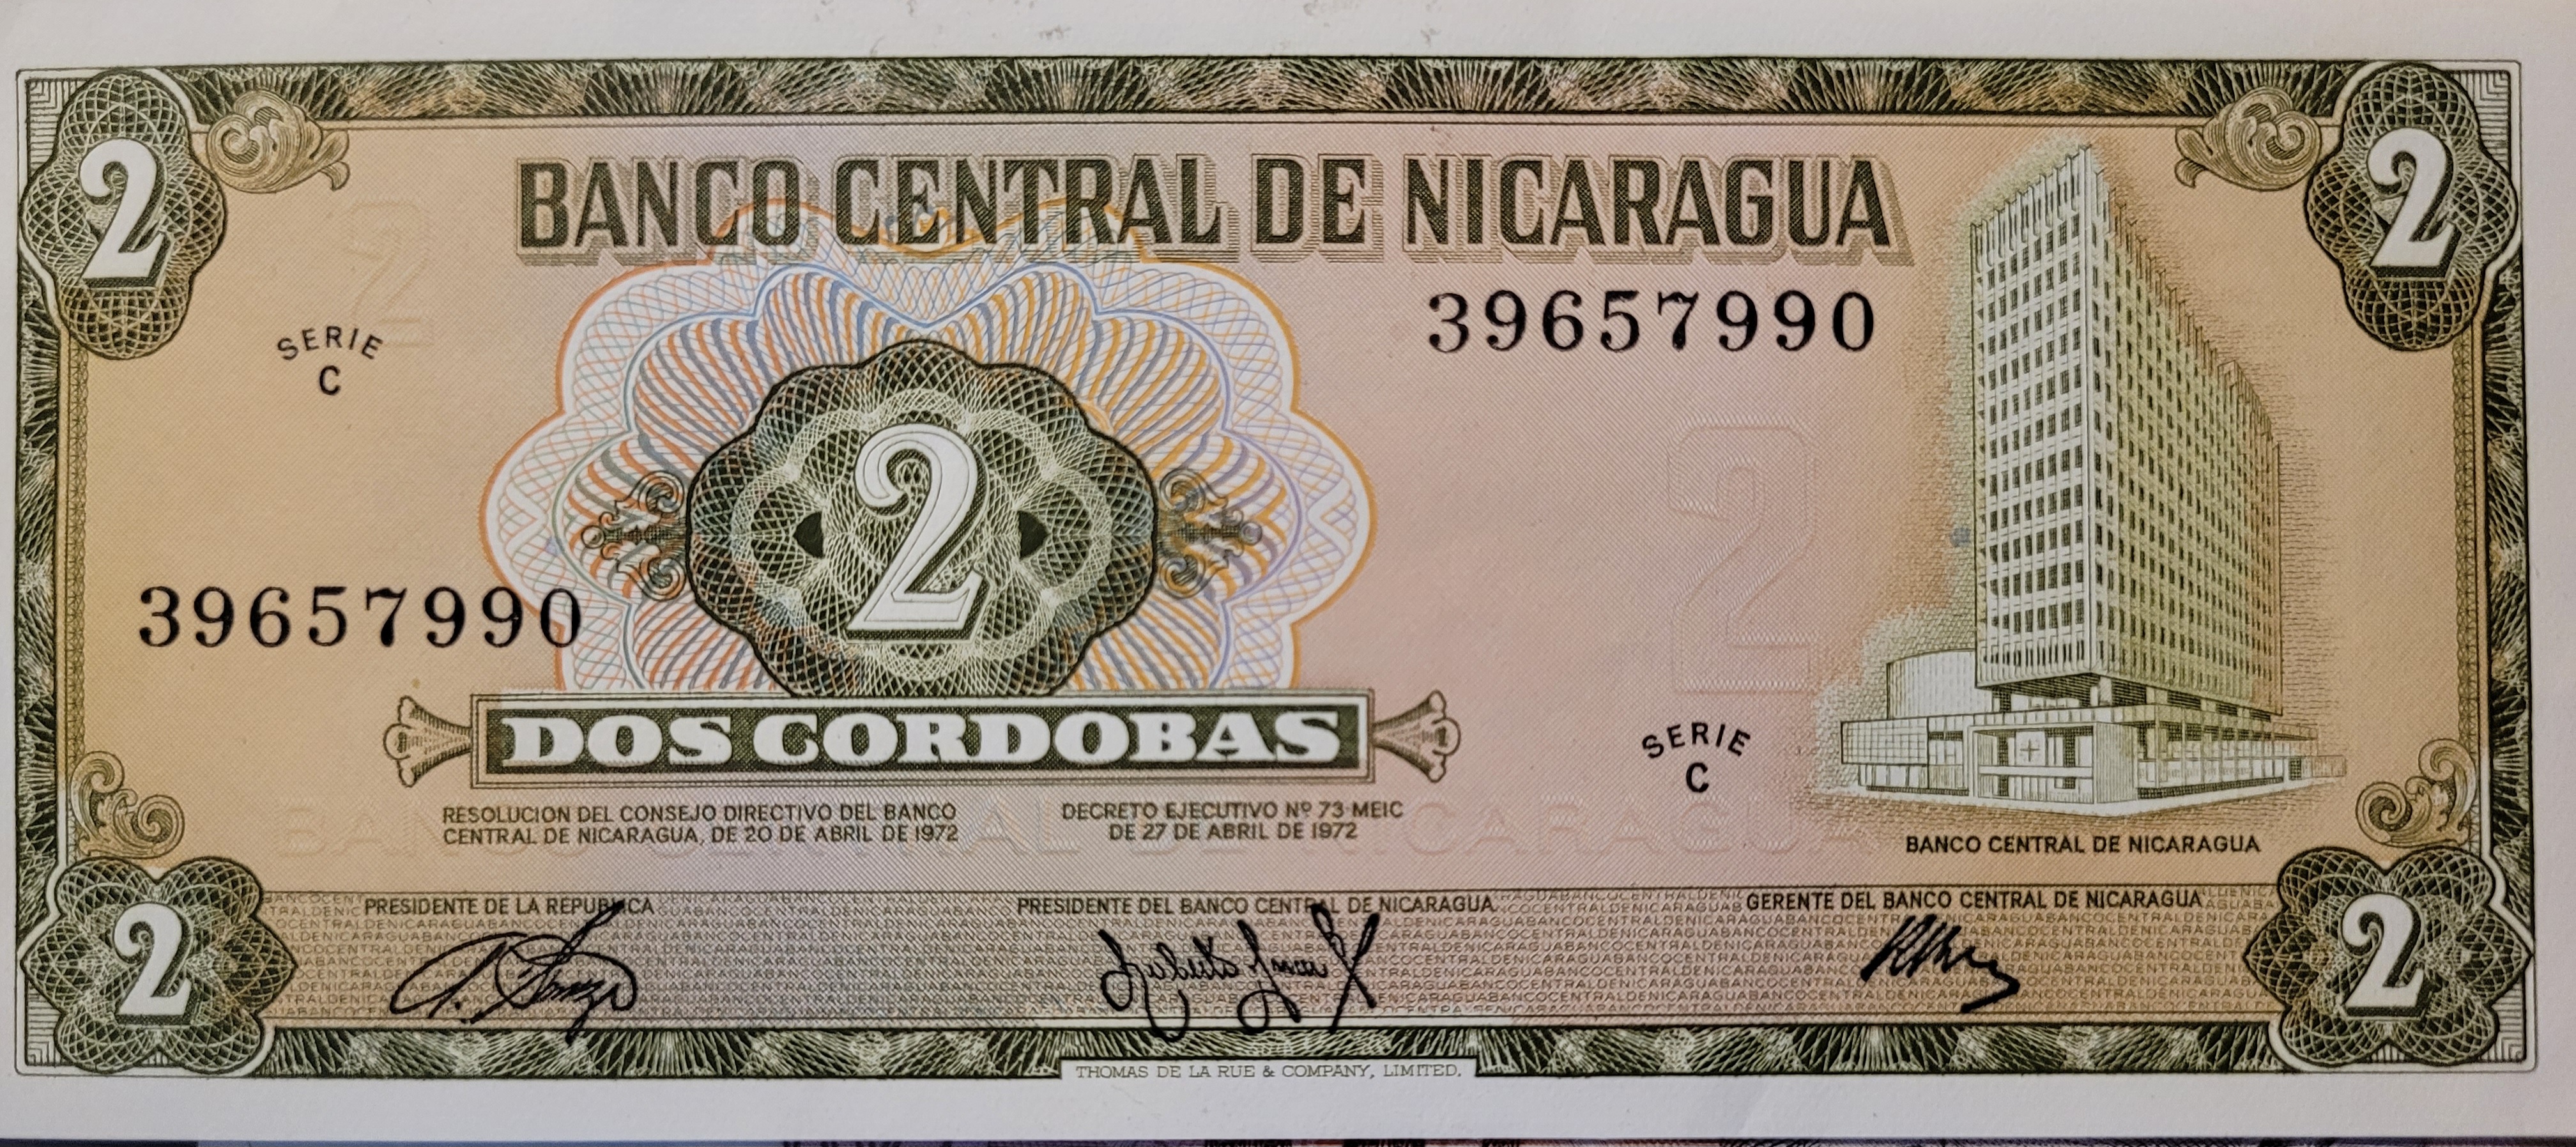 2
2
BANCO CENTRAL DE NICARAGUA
39657990
SERIE
C
2
39657990
DOS CORDOBAS
SERIE
C
RESOLUCION DEL CONSEJO DIRECTIVO DEL BANCO
CENTRAL DE NICARAGUA, DE 20 DE ABRIL DE 1972
DECRETO EJECUTIVO Nº 73 MEIC
DE 27 DE ABRIL DE 1972
BANCO CENTRAL DE NICARAGUA
PRESIDENTE DE LA REPUBLICA
PRESIDENTE DEL BANCO CENTRAL DE NICARAGUA
GERENTE DEL BANCO CENTRAL DE NICARAGUA
2
2
THOMAS DE LA RUE & COMPANY, LIMITED.